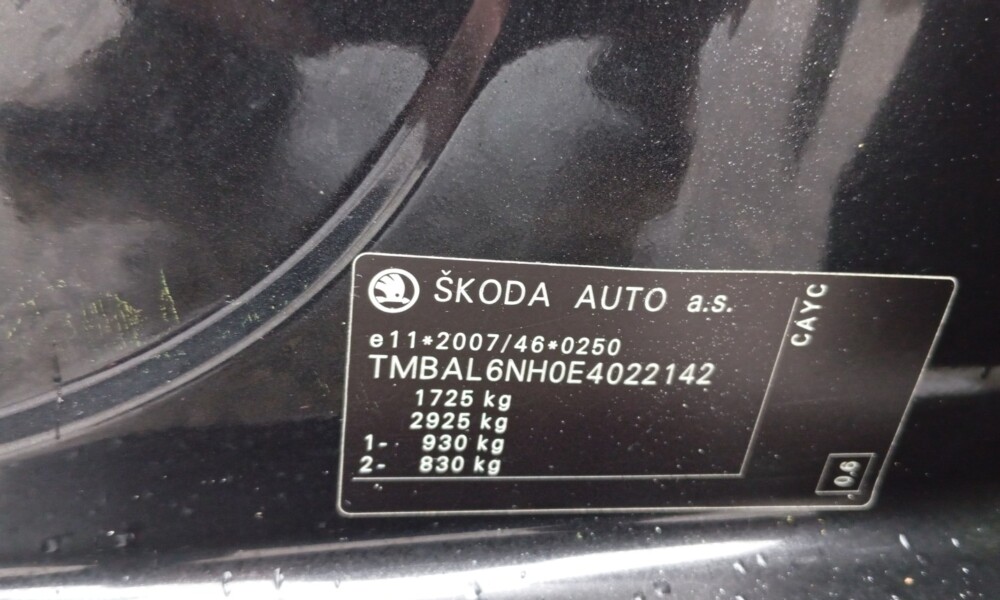 ŠKODA AUTO a.s.
e11*2007/46*0250
TMBAL6NH0E4022142
1725 kg
2925 kg
1- 930 kg
2- 830 kg
CAYC
0.6